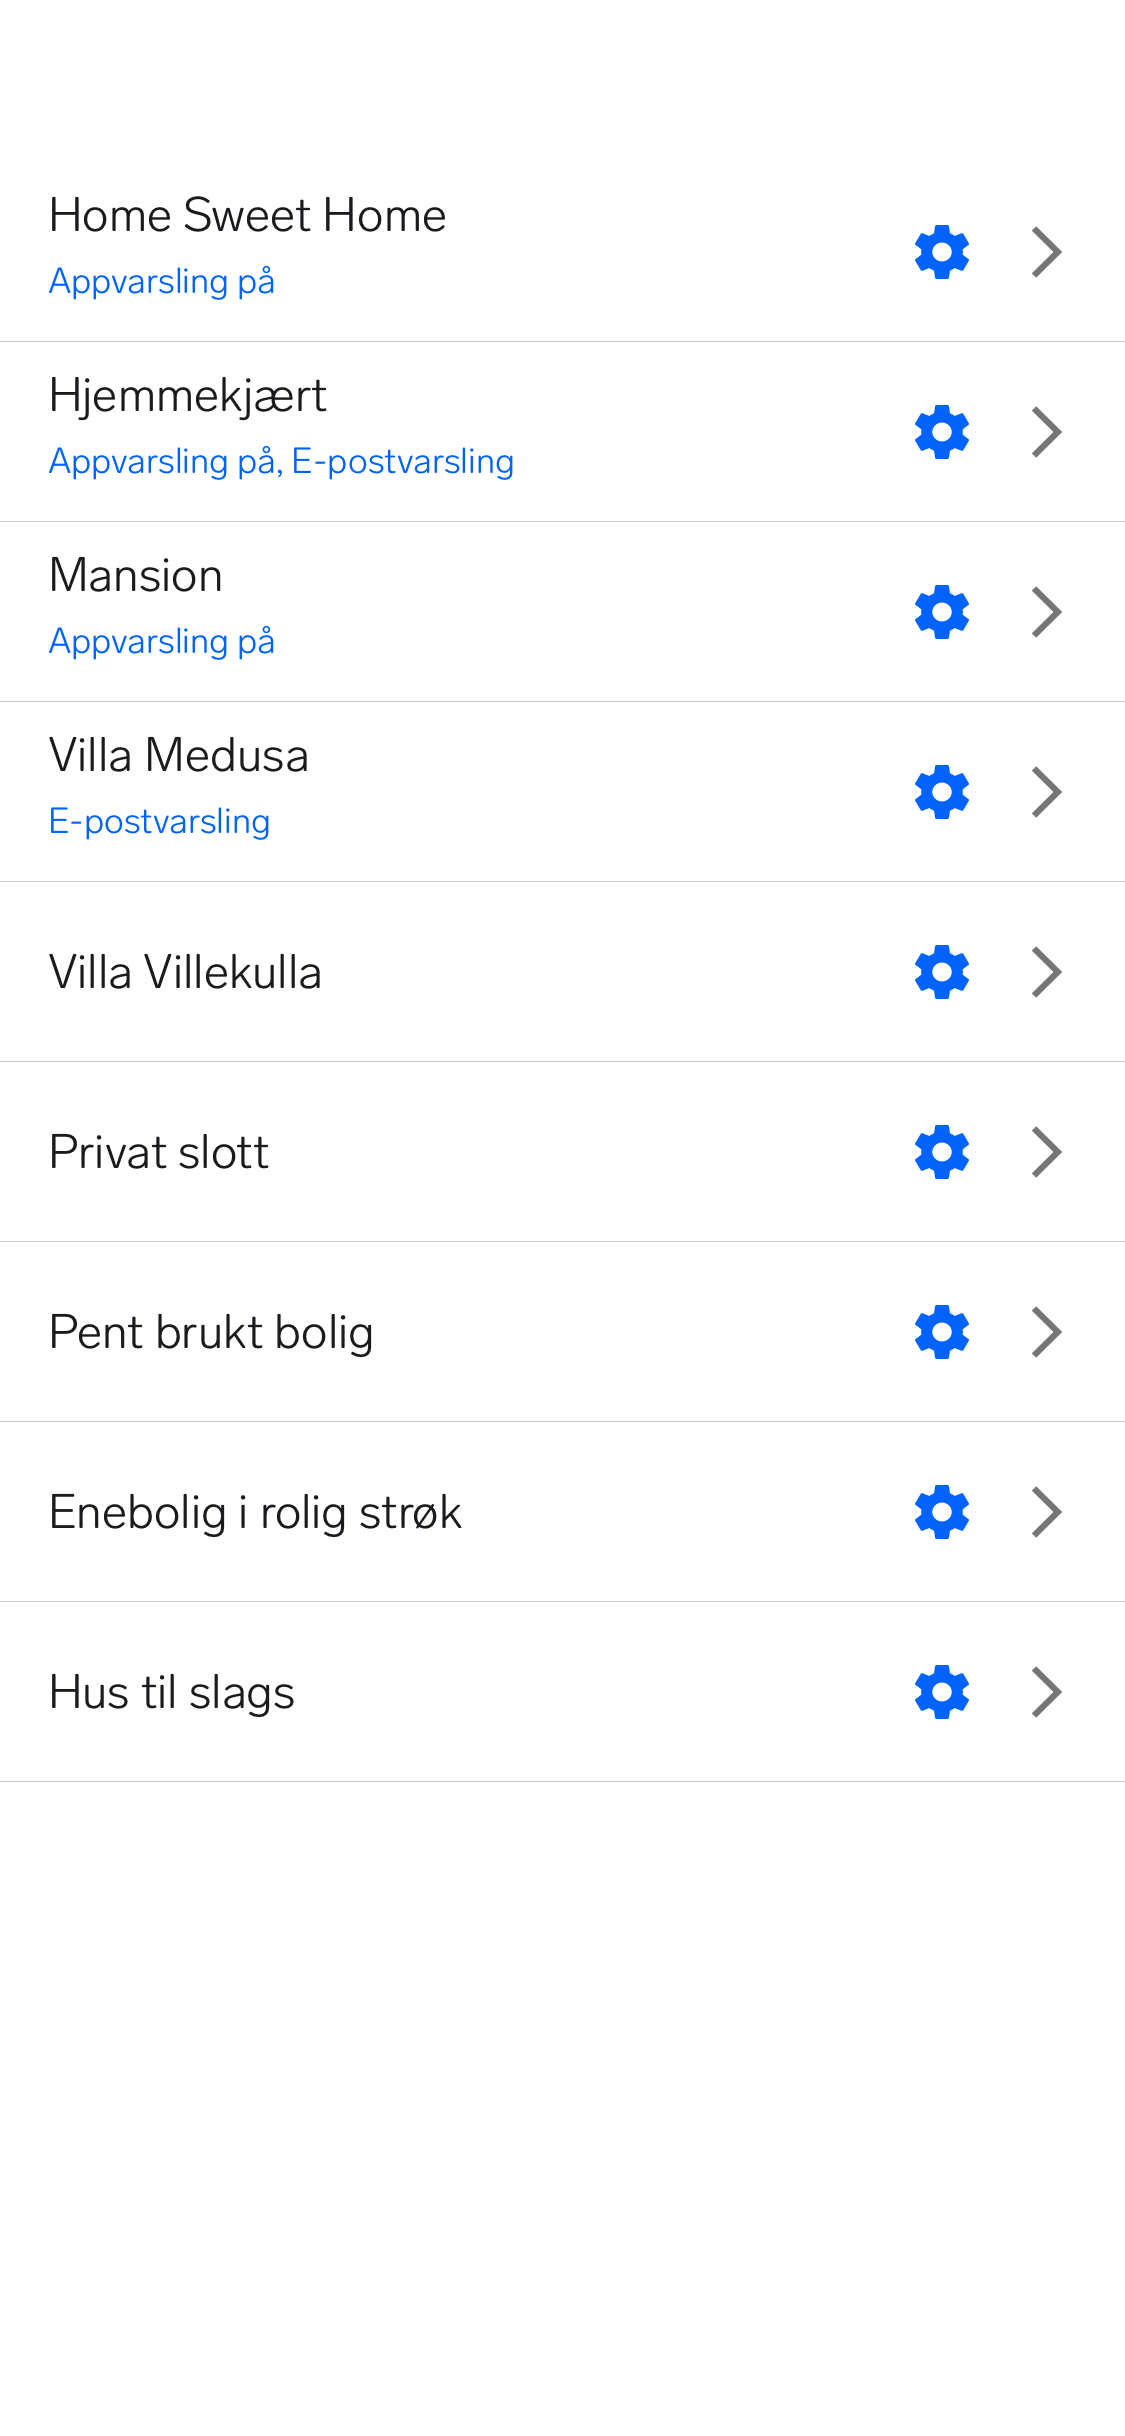 Home Sweet Home
Appvarsling på
Hjemmekjært
Appvarsling på, E-postvarsling
Mansion
Appvarsling på
Villa Medusa
E-postvarsling
Villa Villekulla
Privat slott
Pent brukt bolig
Enebolig i rolig strøk
Hus til slags